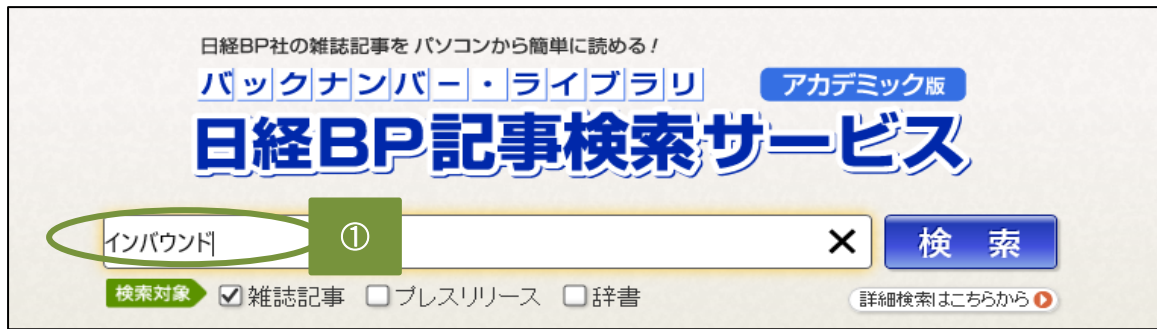 日経BP社の雑誌記事を パソコンから簡単に読める!
バックナンバー・ライブラリ アカデミック版
日経BP記事検索サービス
インバウンド ① × 検 索
検索対象 雑誌記事 プレスリリース 辞書 詳細検索はこちらから